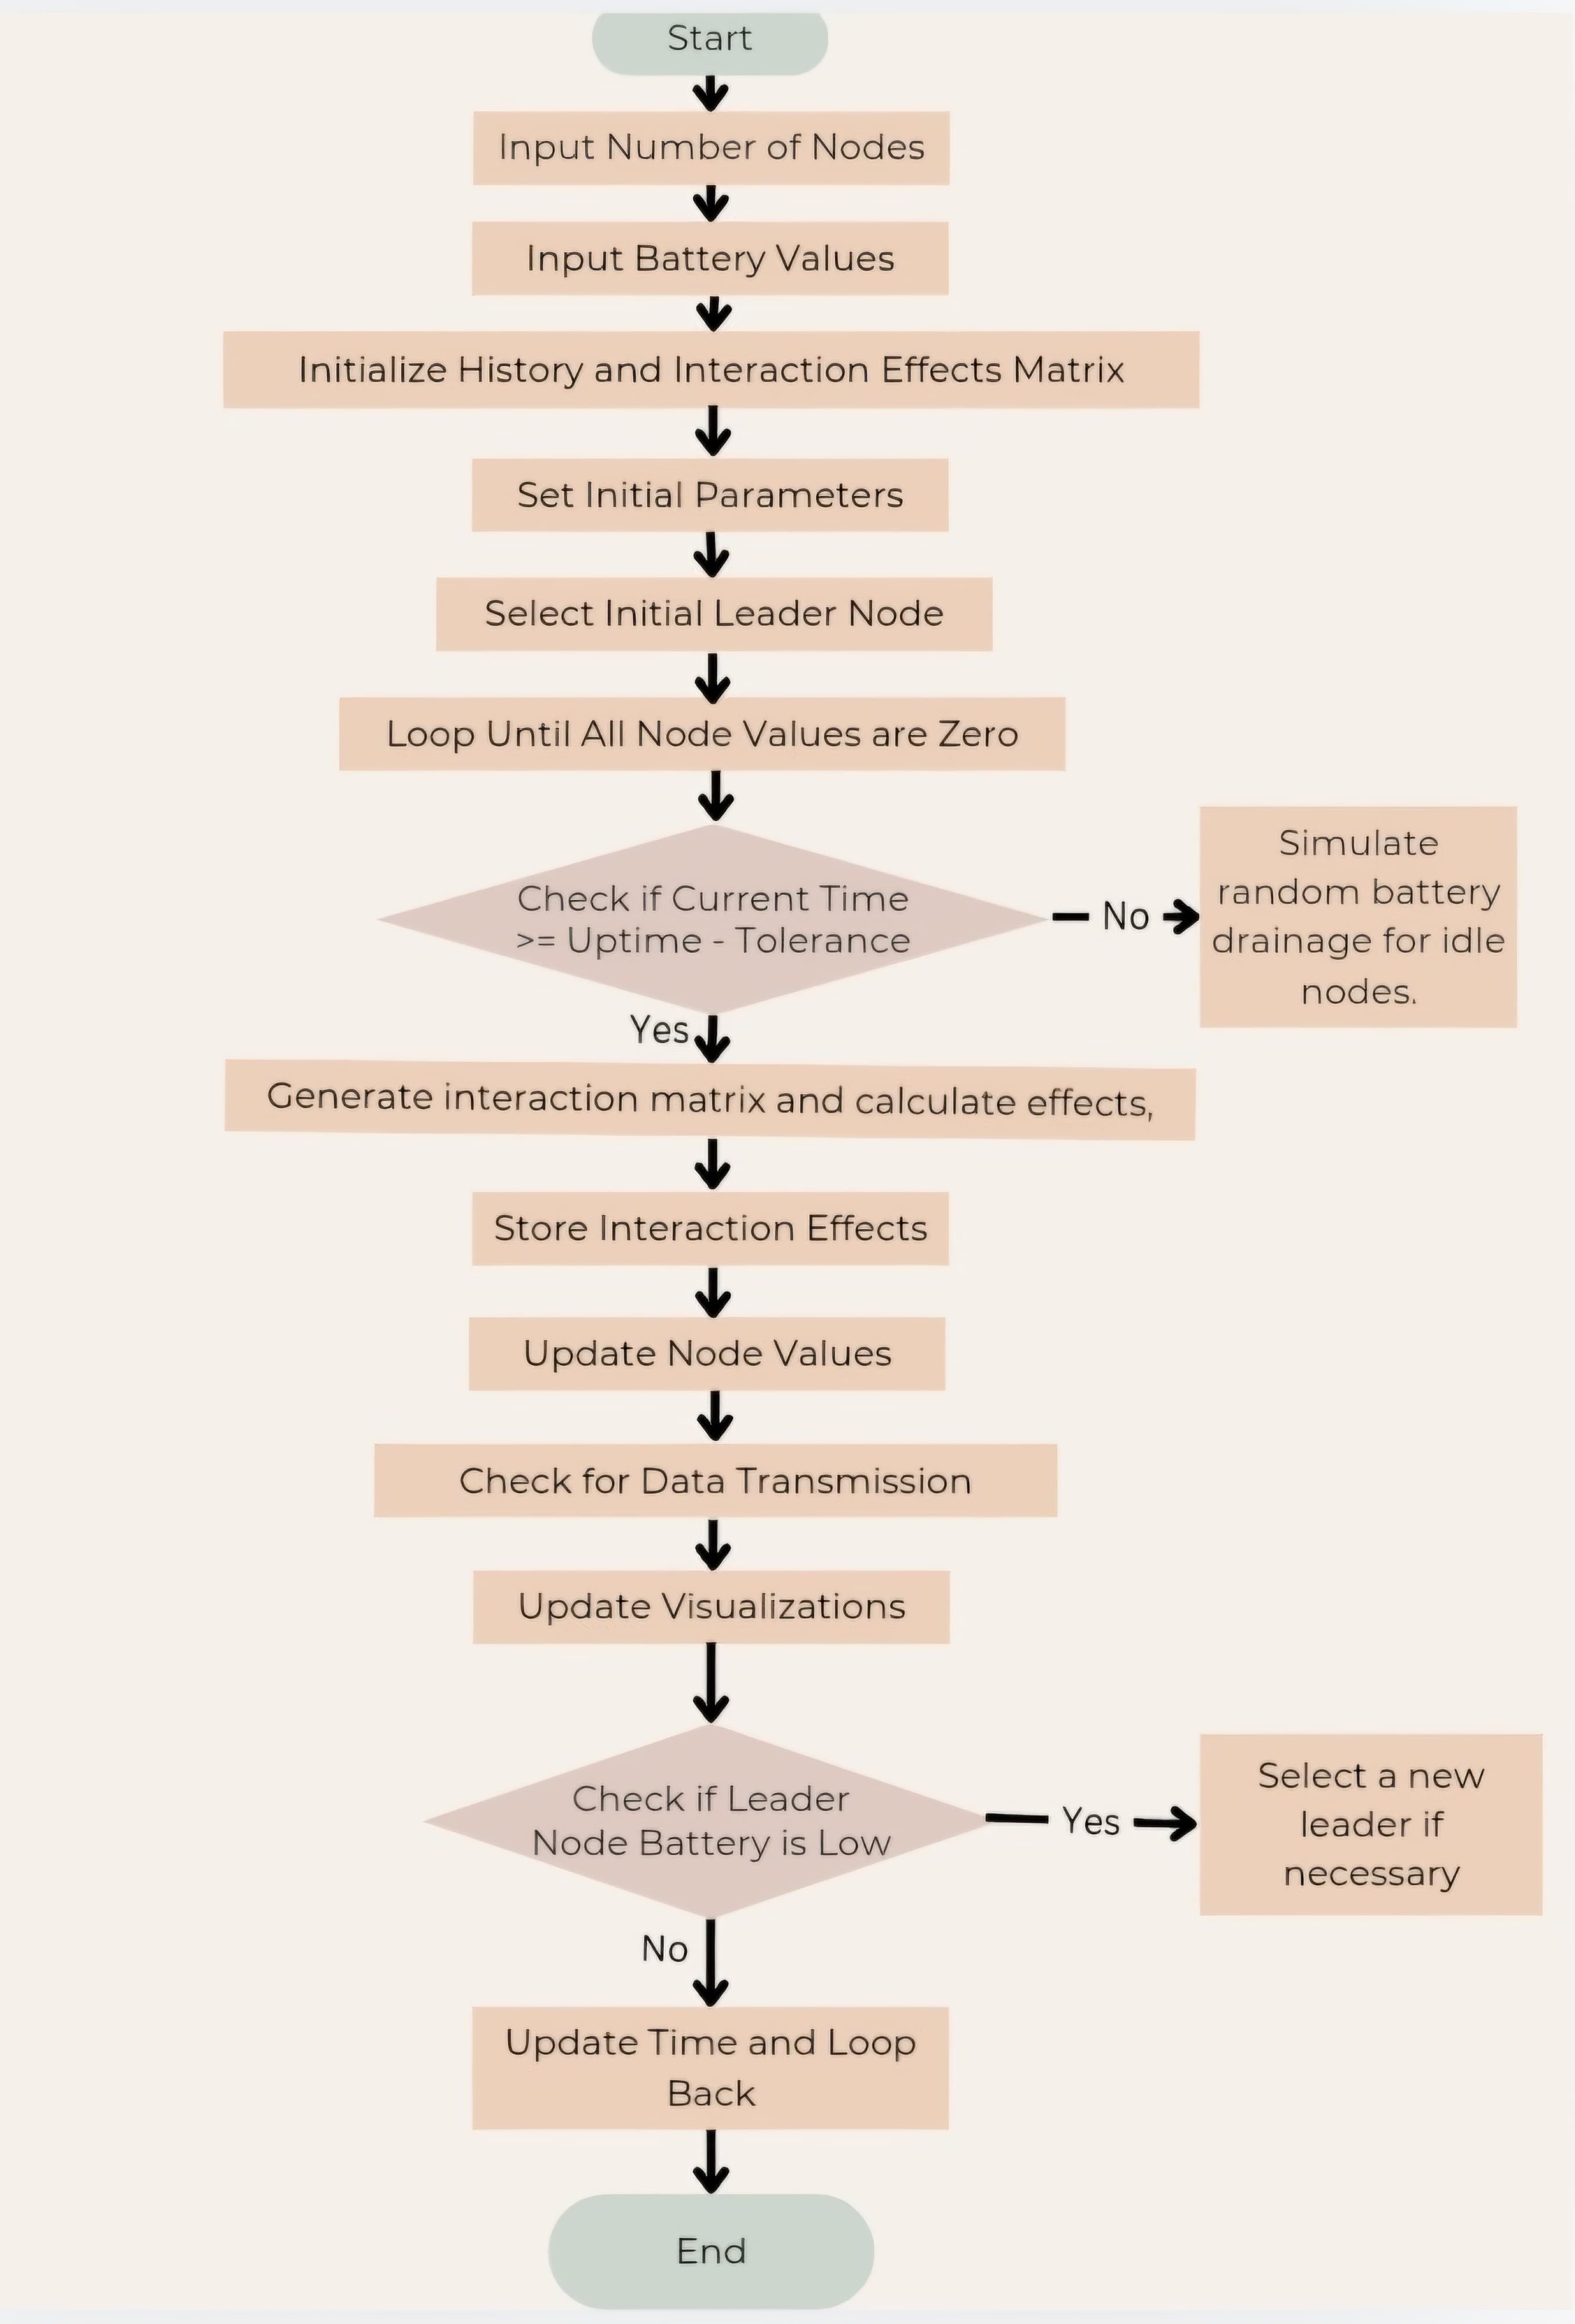 Start
Input Number of Nodes
Input Battery Values
Initialize History and Interaction Effects Matrix
Set Initial Parameters
Select Initial Leader Node
Loop Until All Node Values are Zero
Check if Current Time
>= Uptime - Tolerance
No
Simulate
random battery
drainage for idle
nodes.
Yes
Generate interaction matrix and calculate effects,
Store Interaction Effects
Update Node Values
Check for Data Transmission
Update Visualizations
Check if Leader
Node Battery is Low
Yes
Select a new
leader if
necessary
No
Update Time and Loop
Back
End